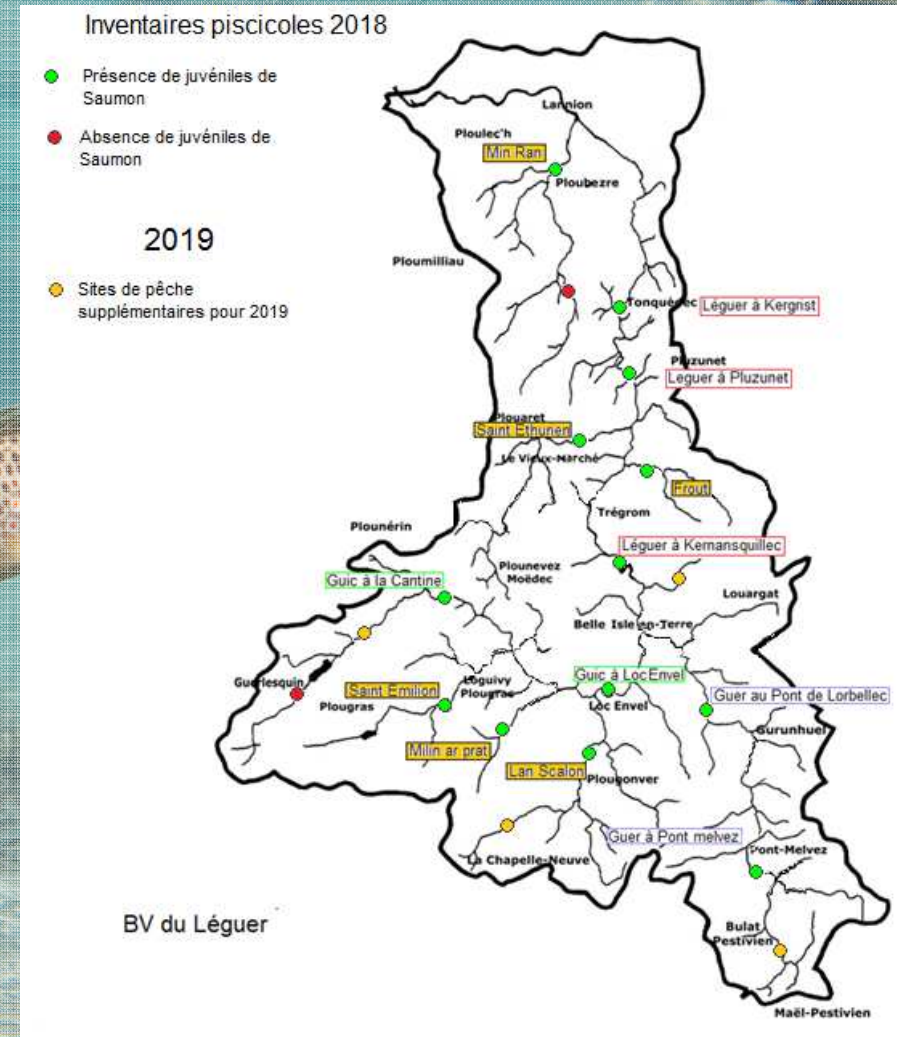 Inventaires piscicoles 2018
Présence de juvéniles de
Saumon
Absence de juvéniles de
Saumon
2019
Sites de pêche
supplémentaires pour 2019
Lannion
Ploulec'h
Min Ran
Ploubezre
Ploumilliau
Tonquédec
Léguer à Kergrist
Pluzunet
Leguer à Pluzunet
Plouaret
Saint Ethurien
Le Vieux-Marché
Frout
Trégrom
Plounérin
Léguer à Kernansquillec
Plounevez
Moëdec
Guic à la Cantine
Louargat
Belle Isle en-Terre
Guerlesquin
Saint Emilion
Loguivy
Plougras
Plougras
Guic à LocEnvel
Loc Envel
Guer au Pont de Lorbellec
Gurunhuel
Milin ar prat
Lan Scalon
Plougonver
Guer à Pont melvez
Pont-Melvez
La Chapelle-Neuve
BV du Léguer
Bulat
Pestivien
Maël-Pestivien